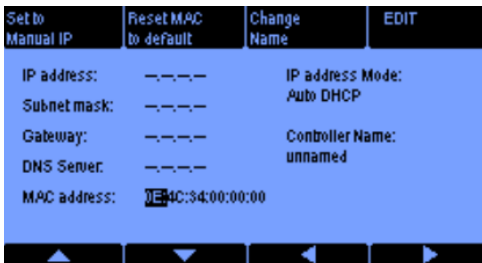 Set to Manual IP
Reset MAC to default
Change Name
EDIT
IP address: –.–.–.–
Subnet mask: –.–.–.–
Gateway: –.–.–.–
DNS Server: –.–.–.–
MAC address: 0E:4C:34:00:00:00
IP address Mode:
Auto DHCP
Controller Name:
unnamed